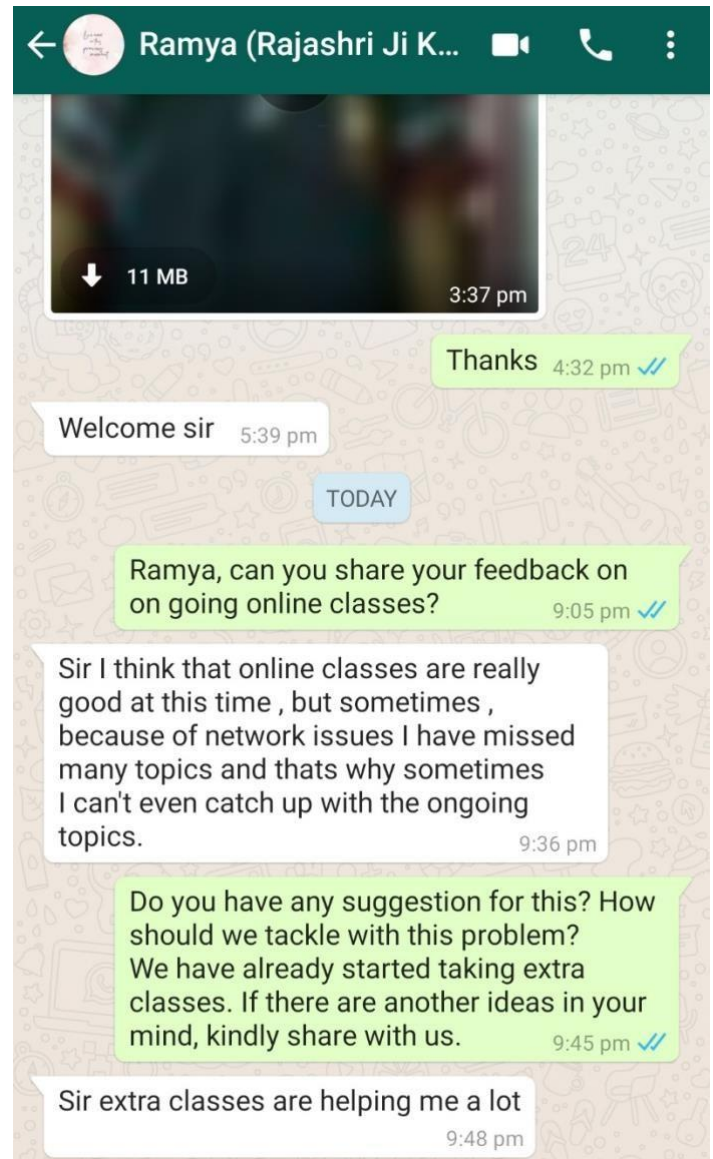 Ramya (Rajashri Ji K...
11 MB
3:37 pm
Thanks 4:32 pm
Welcome sir 5:39 pm
TODAY
Ramya, can you share your feedback on
on going online classes? 9:05 pm
Sir I think that online classes are really
good at this time , but sometimes ,
because of network issues I have missed
many topics and thats why sometimes
I can't even catch up with the ongoing
topics. 9:36 pm
Do you have any suggestion for this? How
should we tackle with this problem?
We have already started taking extra
classes. If there are another ideas in your
mind, kindly share with us. 9:45 pm
Sir extra classes are helping me a lot
9:48 pm